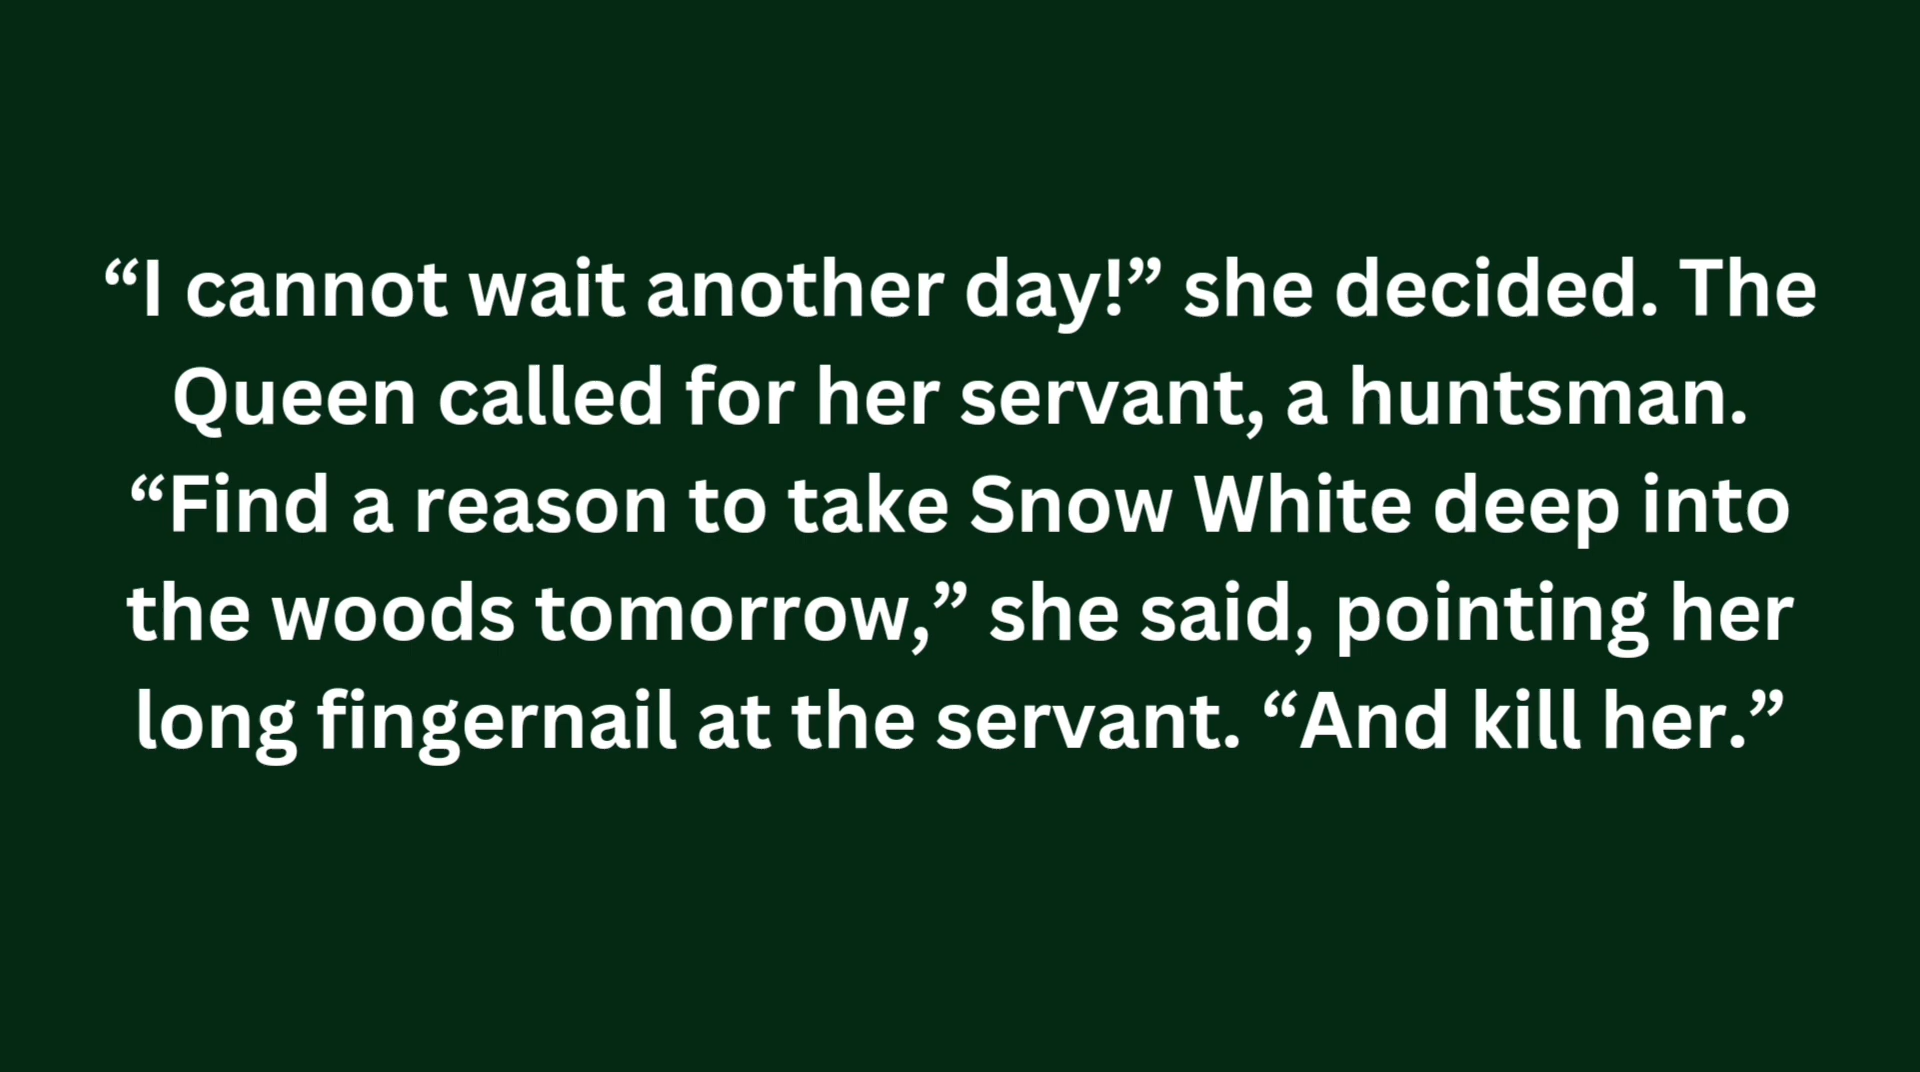 “I cannot wait another day!” she decided. The
Queen called for her servant, a huntsman.
“Find a reason to take Snow White deep into
the woods tomorrow,” she said, pointing her
long fingernail at the servant. “And kill her.”